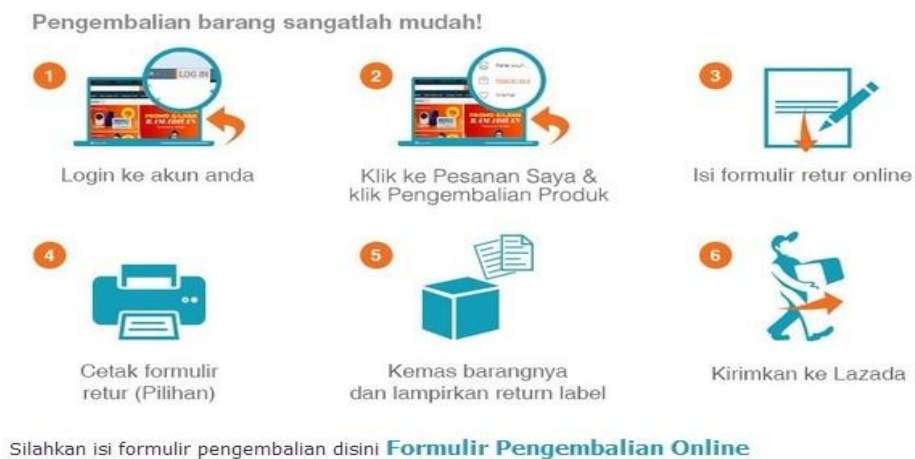 Pengembalian barang sangatlah mudah!
1
LOG IN
Login ke akun anda
2
Klik ke Pesanan Saya &
klik Pengembalian Produk
3
Isi formulir retur online
4
Cetak formulir
retur (Pilihan)
5
Kemas barangnya
dan lampirkan return label
6
Kirimkan ke Lazada
Silahkan isi formulir pengembalian disini Formulir Pengembalian Online